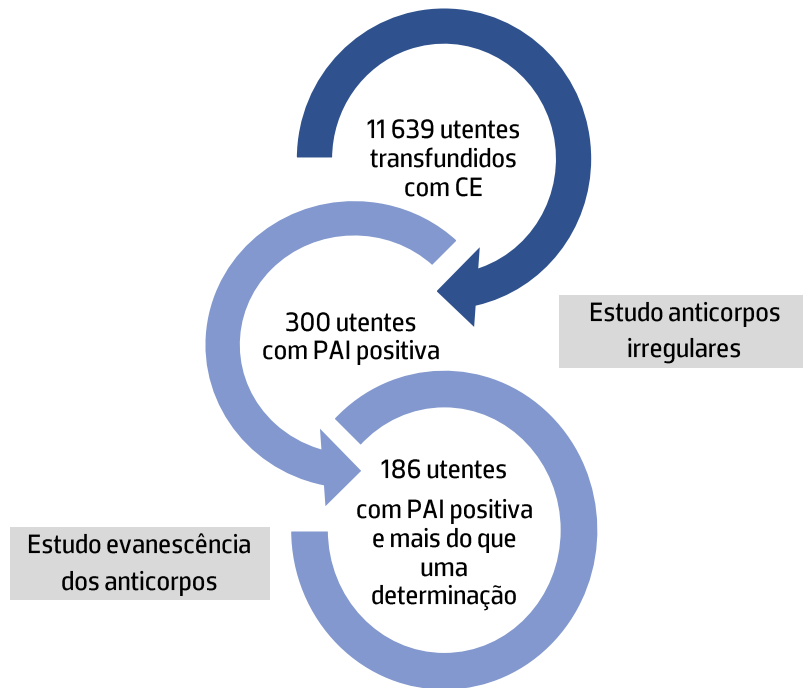 11 639 utentes
transfundidos
com CE
Estudo anticorpos
irregulares
300 utentes
com PAI positiva
186 utentes
com PAI positiva
e mais do que
uma
determinação
Estudo evanescência
dos anticorpos